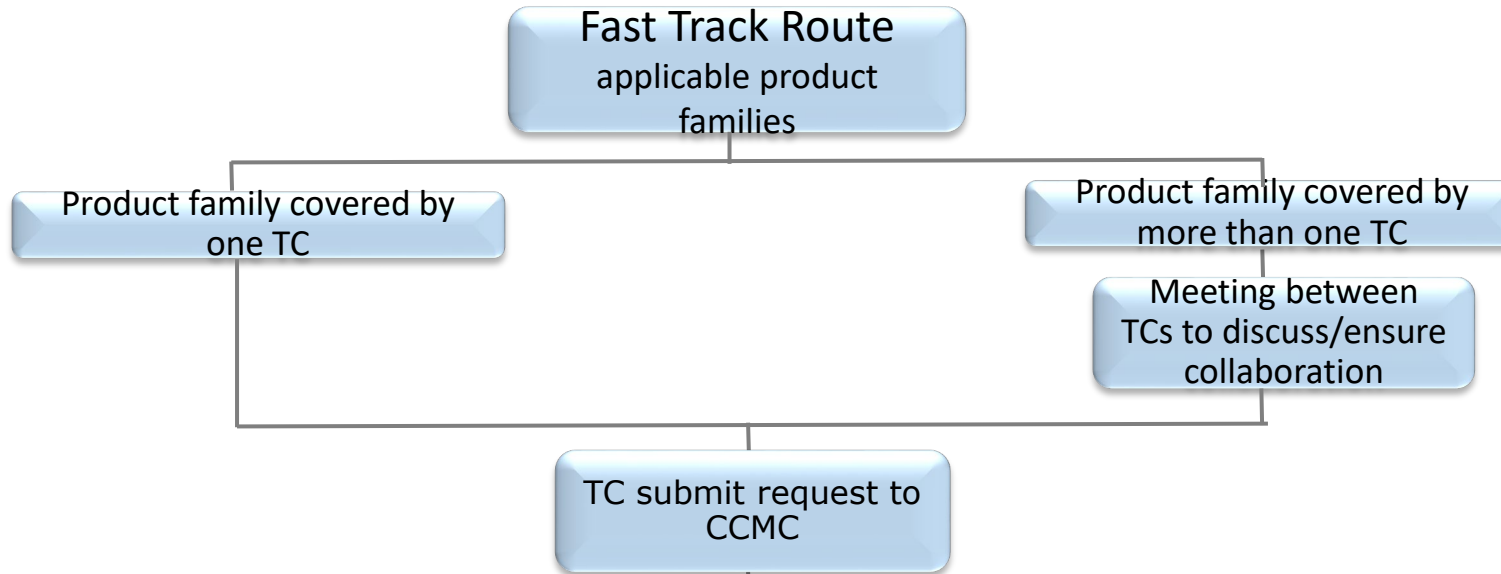 Fast Track Route
applicable product
families
Product family covered by
one TC
Product family covered by
more than one TC
Meeting between
TCs to discuss/ensure
collaboration
TC submit request to
CCMC